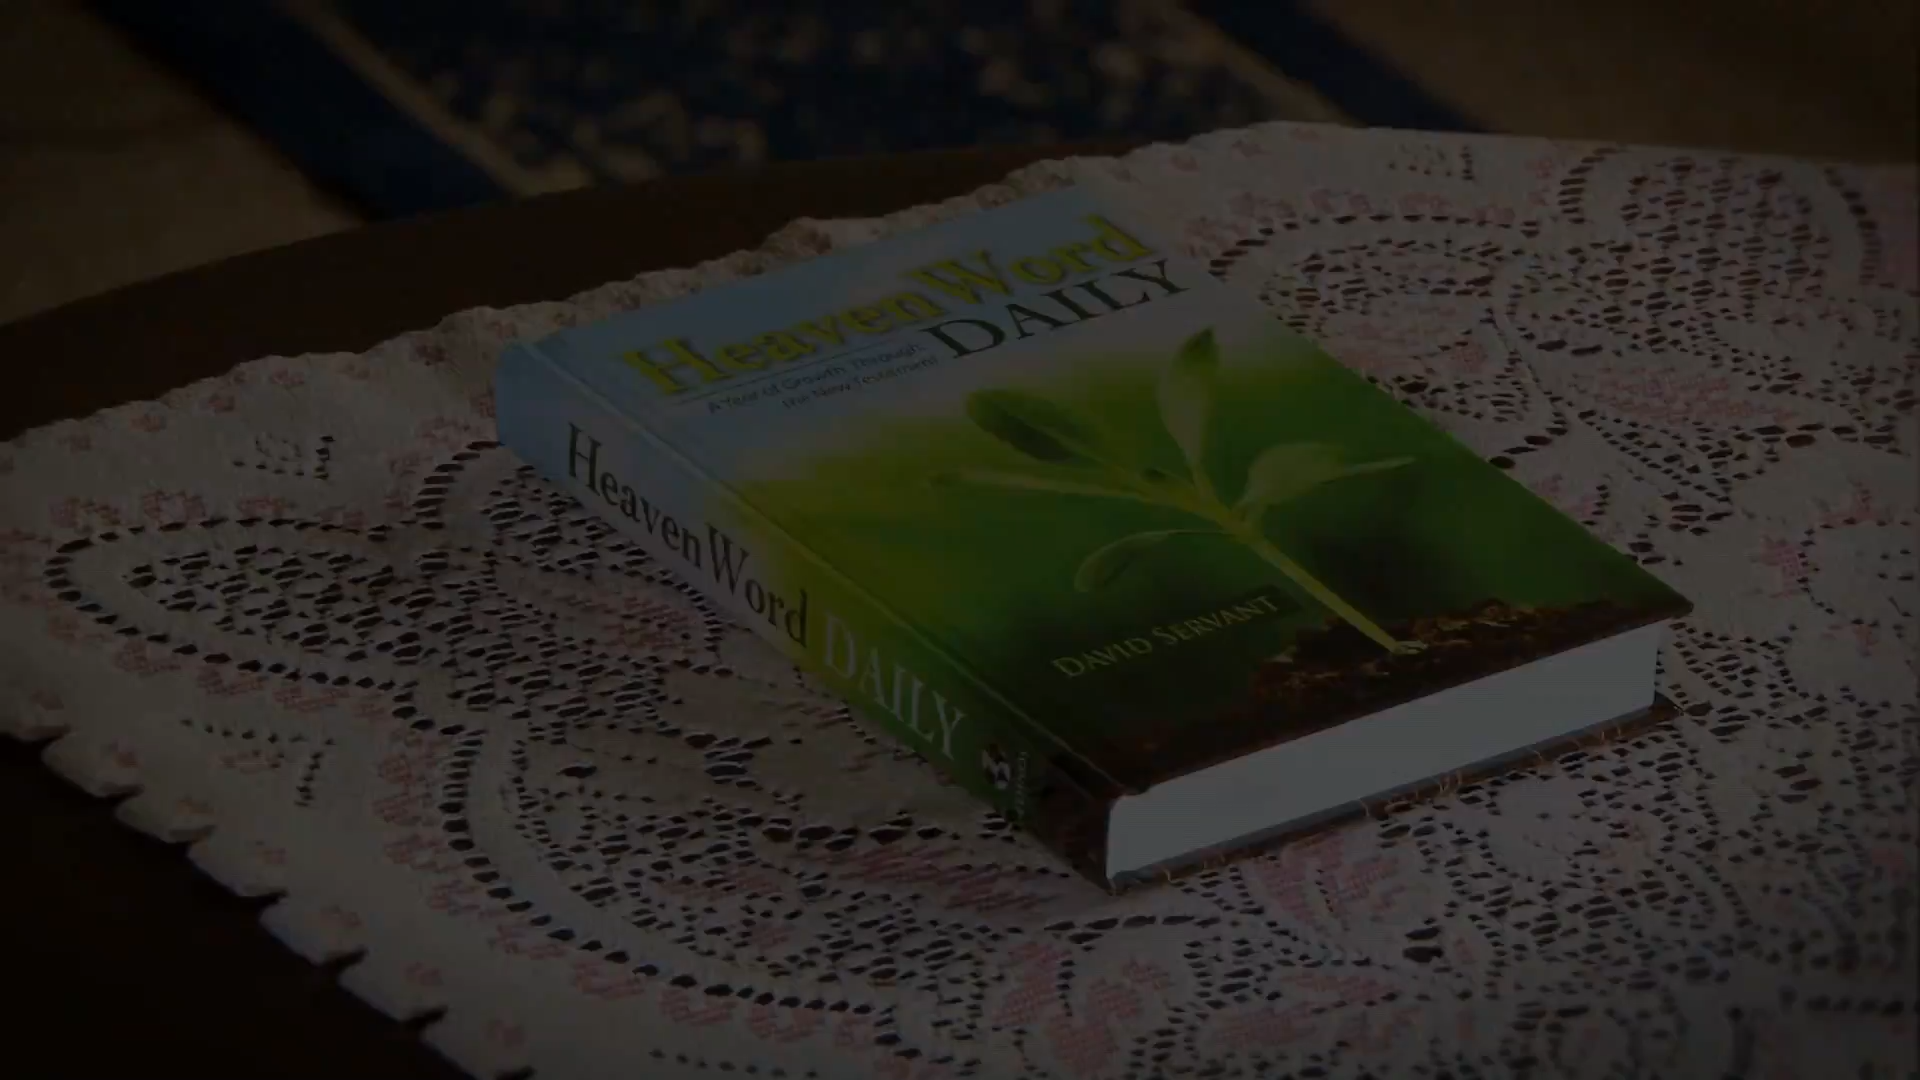 HeavenWord
DAILY
A Year of Growth Through
the New Testament
DAVID SERVANT
HeavenWord DAILY